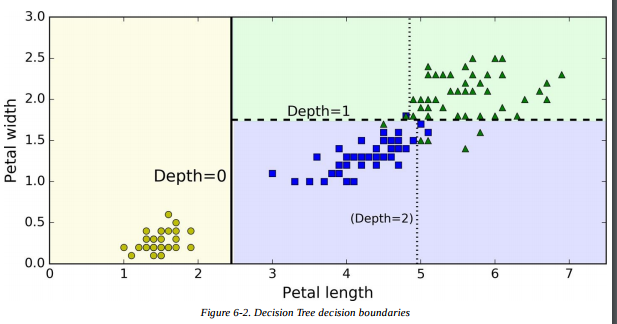 3.0
2.5
2.0
1.5
1.0
0.5
0.0
Petal width
Depth=1
Depth=0
(Depth=2)
0 1 2 3 4 5 6 7
Petal length
Figure 6-2. Decision Tree decision boundaries